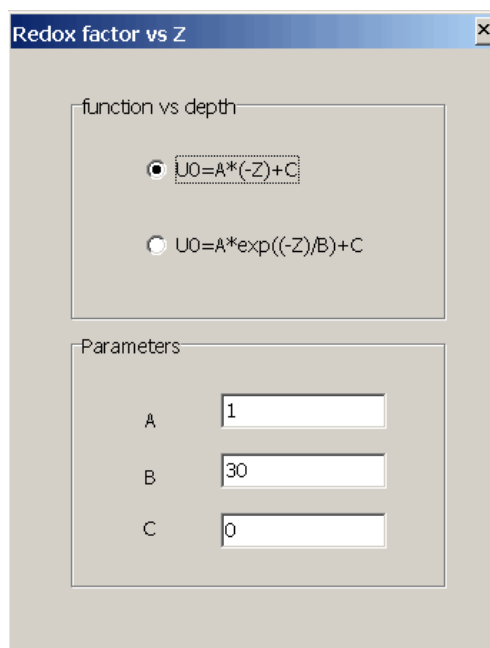 Redox factor vs Z
function vs depth
U0=A*(-Z)+C
U0=A*exp((-Z)/B)+C
Parameters
A 1
B 30
C 0